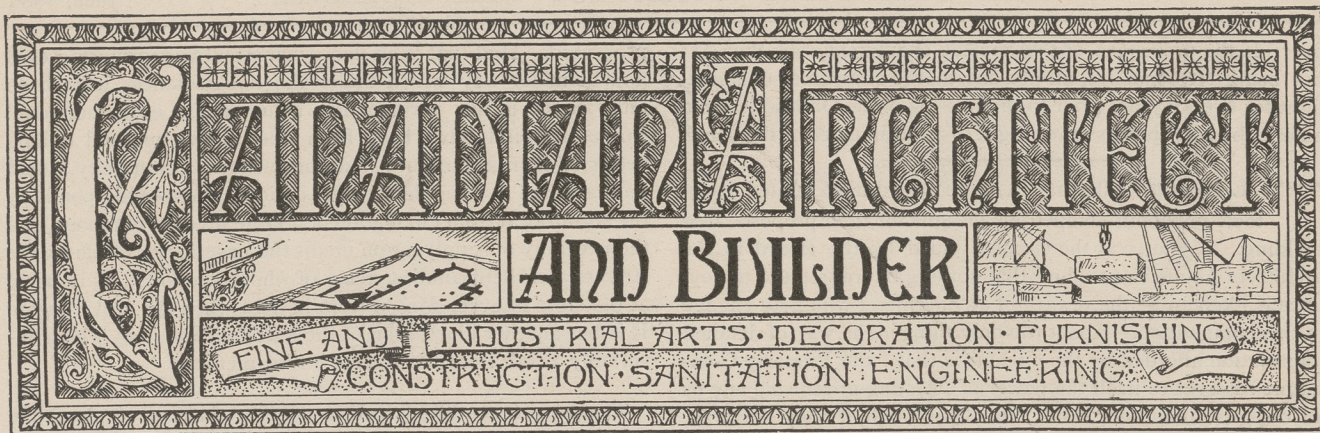 CANADIAN ARCHITECT
AND BUILDER
FINE AND INDUSTRIAL ARTS · DECORATION · FURNISHING
CONSTRUCTION · SANITATION ENGINEERING ·